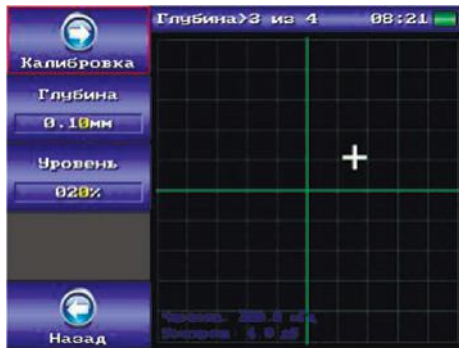 Глубина>3 из 4 08:21
Калибровка
Глубина
0.10мм
Уровень
020%
Назад